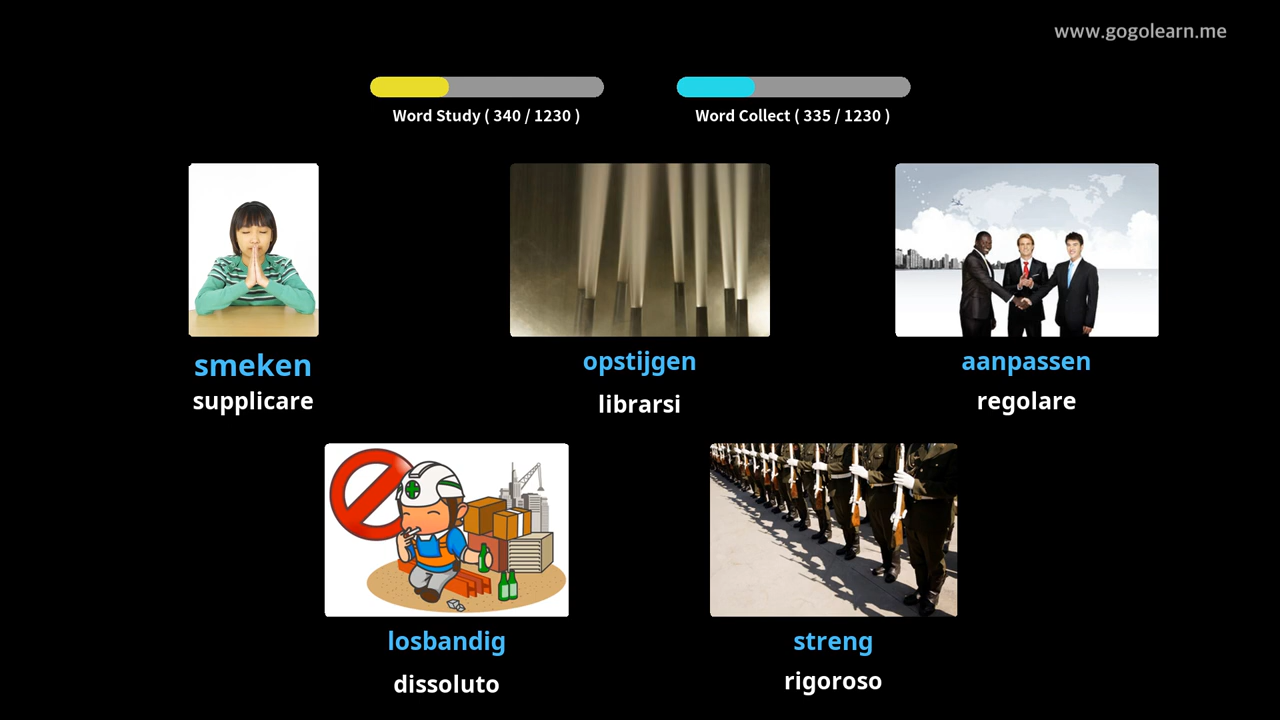 www.gogolearn.me
Word Study ( 340 / 1230 )
Word Collect ( 335 / 1230 )
smeken
supplicare
opstijgen
librarsi
aanpassen
regolare
losbandig
dissoluto
streng
rigoroso